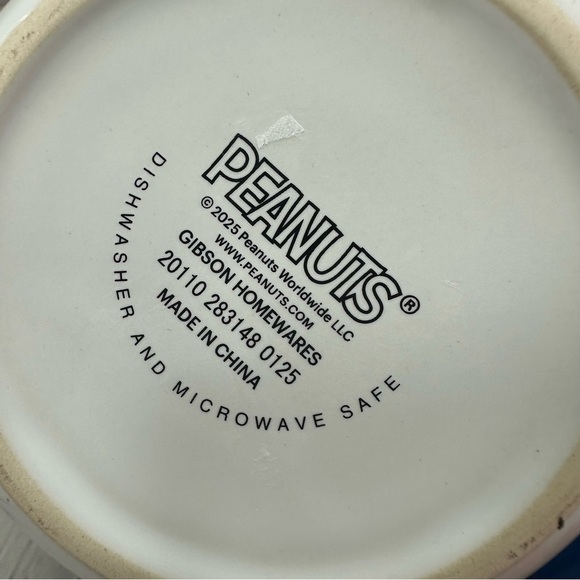 PEANUTS®
© 2025 Peanuts Worldwide LLC
WWW.PEANUTS.COM
GIBSON HOMEWARES
20110 283148 0125
MADE IN CHINA
DISHWASHER AND MICROWAVE SAFE